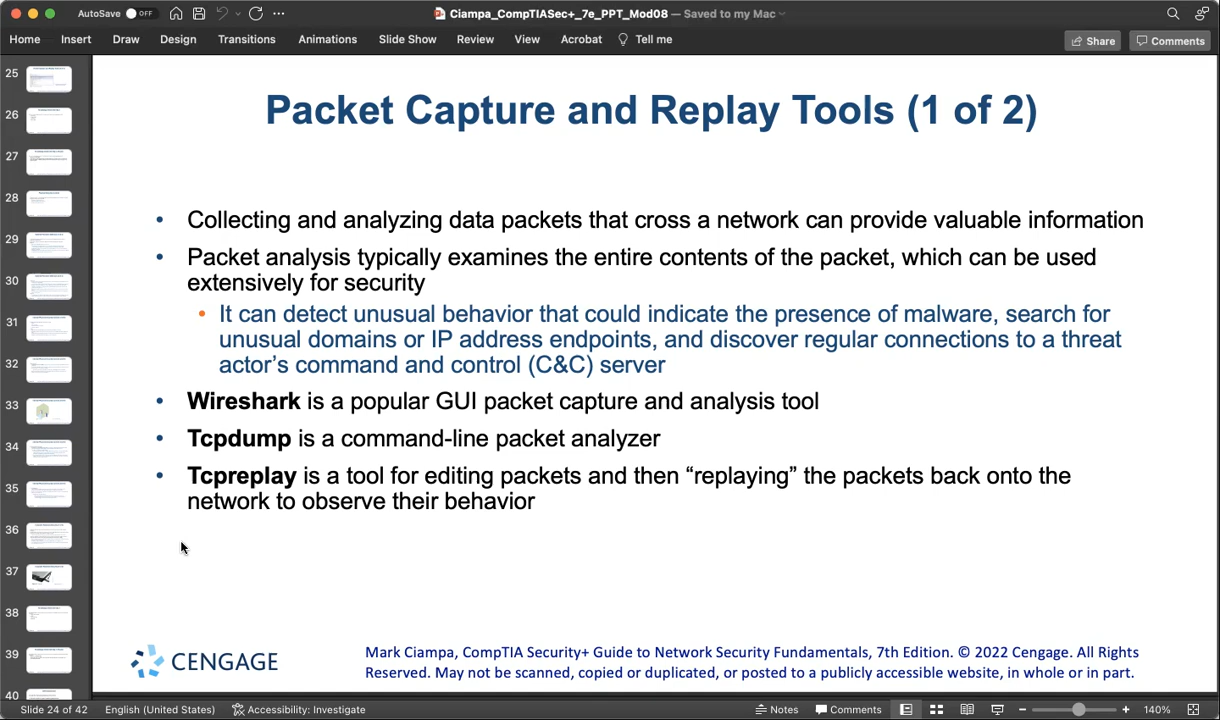 AutoSave OFF
Ciampa_CompTIASec+_7e_PPT_Mod08 — Saved to my Mac
Home Insert Draw Design Transitions Animations Slide Show Review View Acrobat Tell me Share Comments
25
26
27
28
29
30
31
32
33
34
35
36
37
38
39
40
Packet Capture and Replay Tools (1 of 2)
• Collecting and analyzing data packets that cross a network can provide valuable information
• Packet analysis typically examines the entire contents of the packet, which can be used
extensively for security
• It can detect unusual behavior that could indicate the presence of malware, search for
unusual domains or IP address endpoints, and discover regular connections to a threat
actor’s command and control (C&C) server
• Wireshark is a popular GUI packet capture and analysis tool
• Tcpdump is a command-line packet analyzer
• Tcpreplay is a tool for editing packets and then “replaying” the packets back onto the
network to observe their behavior
CENGAGE
Mark Ciampa, CompTIA Security+ Guide to Network Security Fundamentals, 7th Edition. © 2022 Cengage. All Rights
Reserved. May not be scanned, copied or duplicated, or posted to a publicly accessible website, in whole or in part.
Slide 24 of 42 English (United States) Accessibility: Investigate Notes Comments 140%